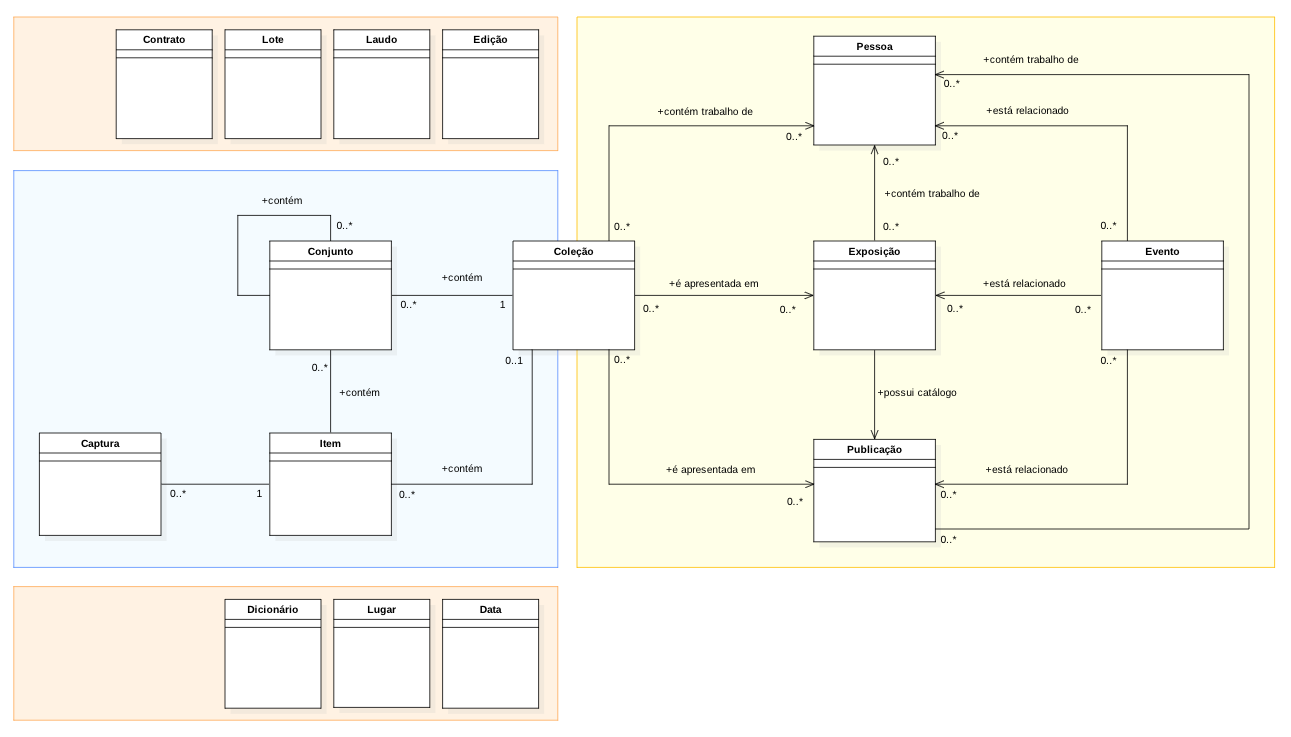 Contrato
Lote
Laudo
Edição
Pessoa
+contém trabalho de
0..*
+contém trabalho de
0..*
+está relacionado
0..*
0..*
+contém trabalho de
+contém
0..*
0..*
0..*
0..*
Conjunto
Coleção
Exposição
Evento
+contém
0..*
1
+é apresentada em
0..*
0..*
+está relacionado
0..*
0..*
0..*
0..1
0..*
0..*
+contém
+possui catálogo
Captura
Item
Publicação
+contém
+é apresentada em
+está relacionado
0..*
1
0..*
0..*
0..*
0..*
Dicionário
Lugar
Data